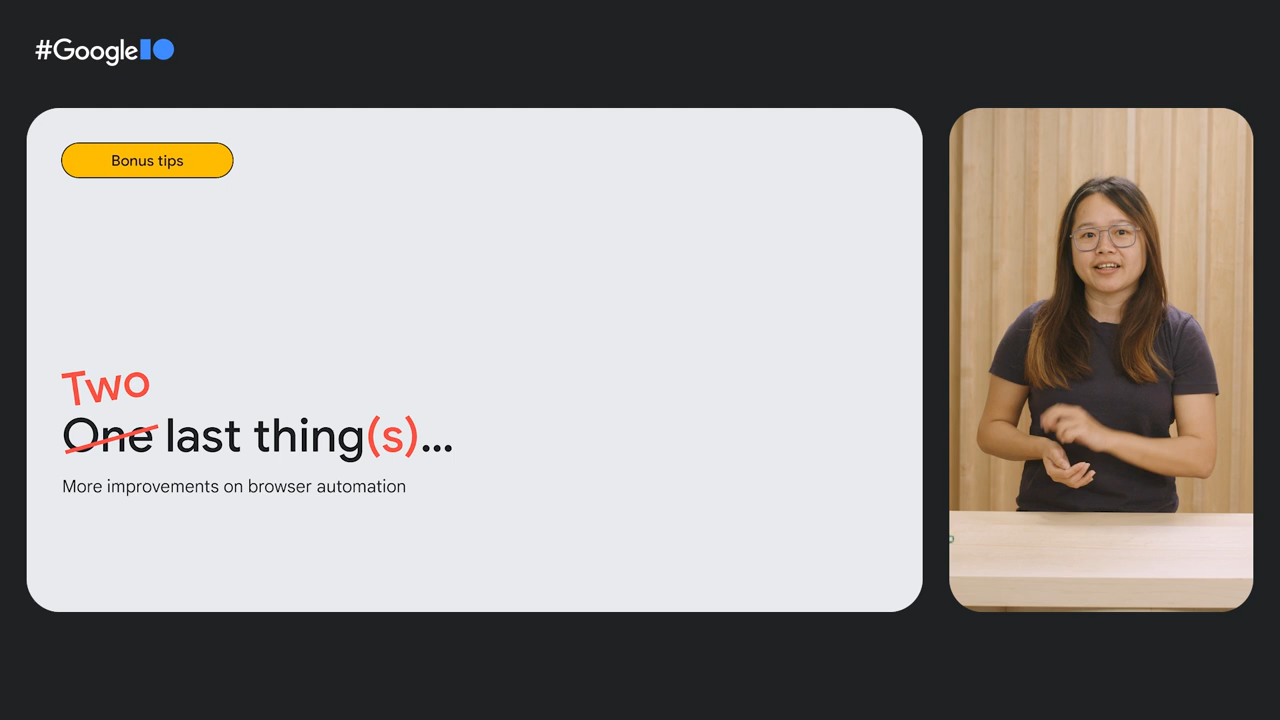 #GoogleIO
Bonus tips
Two
One last thing(s)...
More improvements on browser automation